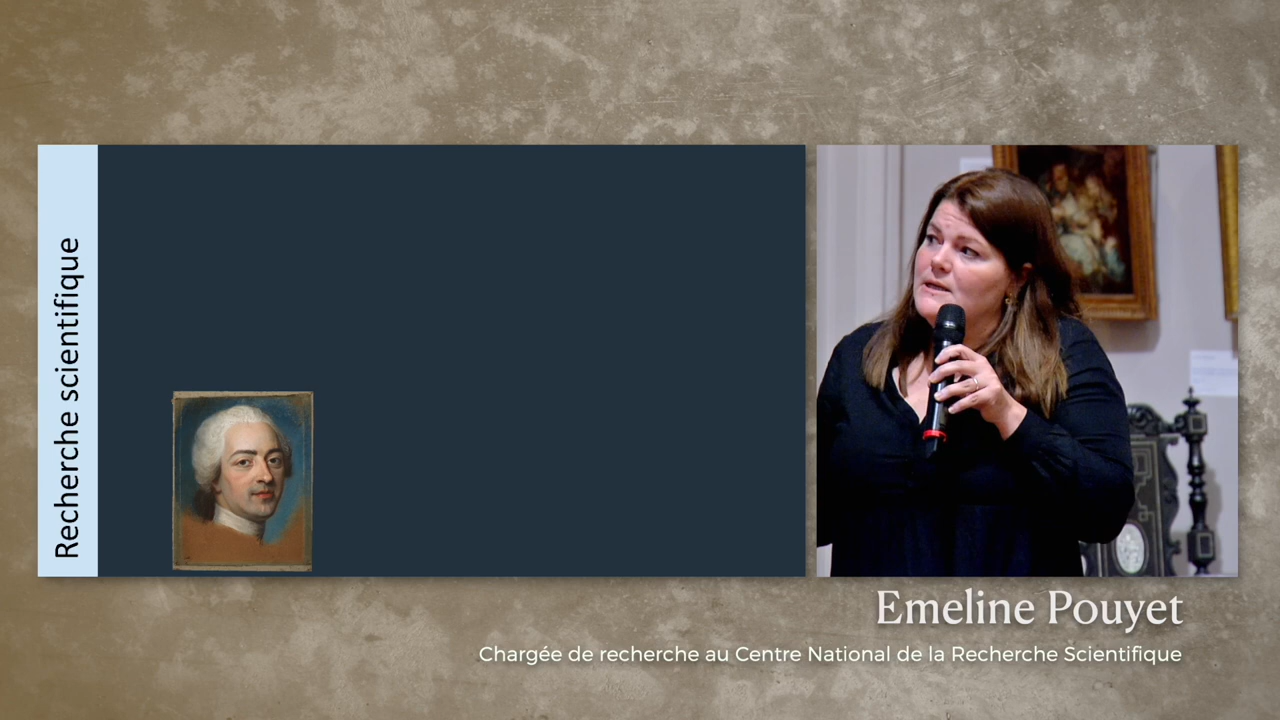 Recherche scientifique
Emeline Pouyet
Chargée de recherche au Centre National de la Recherche Scientifique